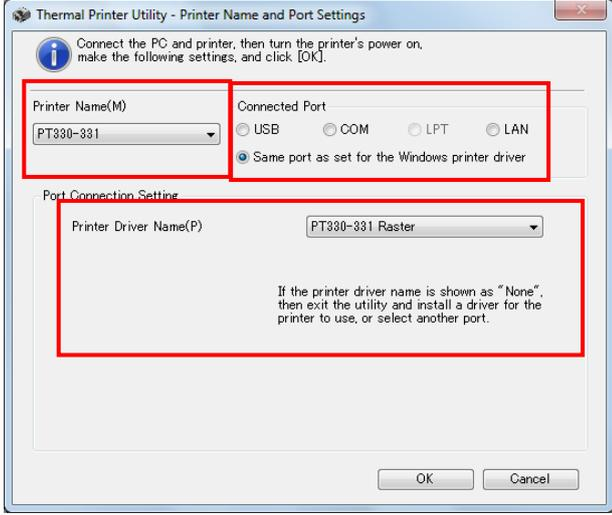 Thermal Printer Utility - Printer Name and Port Settings
Connect the PC and printer, then turn the printer's power on,
make the following settings, and click [OK].
Printer Name(M)
PT330-331
Connected Port
USB
COM
LPT
LAN
Same port as set for the Windows printer driver
Port Connection Setting
Printer Driver Name(P)
PT330-331 Raster
If the printer driver name is shown as "None",
then exit the utility and install a driver for the
printer to use, or select another port.
OK
Cancel